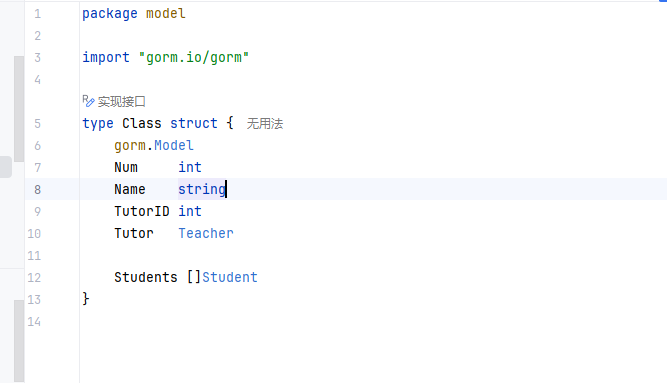 1 package model
2
3 import "gorm.io/gorm"
4
实现接口
5 type Class struct { 无用法
6 gorm.Model
7 Num int
8 Name string
9 TutorID int
10 Tutor Teacher
11
12 Students []Student
13 }
14